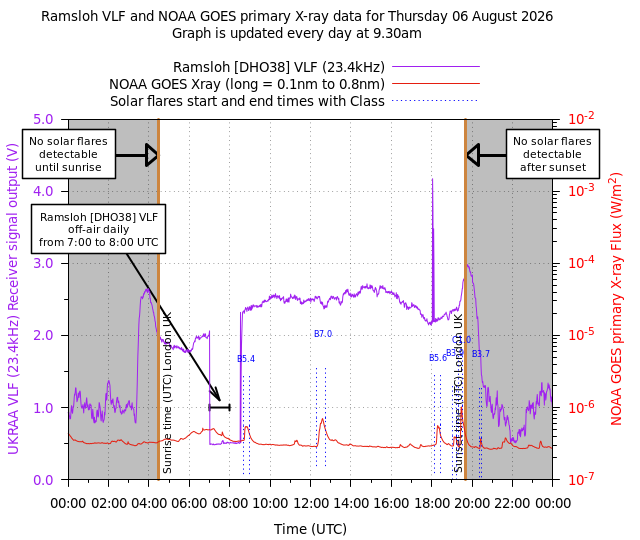 Ramsloh VLF and NOAA GOES primary X-ray data for Thursday 06 August 2026
Graph is updated every day at 9.30am
Ramsloh [DHO38] VLF (23.4kHz)
NOAA GOES Xray (long = 0.1nm to 0.8nm)
Solar flares start and end times with Class
5.0
4.0
3.0
2.0
1.0
0.0
UKRAA VLF (23.4kHz) Receiver signal output (V)
No solar flares
detectable
until sunrise
Ramsloh [DHO38] VLF
off-air daily
from 7:00 to 8:00 UTC
Sunrise time (UTC) London UK
B5.4
B7.0
B5.6
C1.0
B3.7
Sunset time (UTC) London UK
No solar flares
detectable
after sunset
10-2
10-3
10-4
10-5
10-6
10-7
NOAA GOES primary X-ray Flux (W/m2)
00:00 02:00 04:00 06:00 08:00 10:00 12:00 14:00 16:00 18:00 20:00 22:00 00:00
Time (UTC)